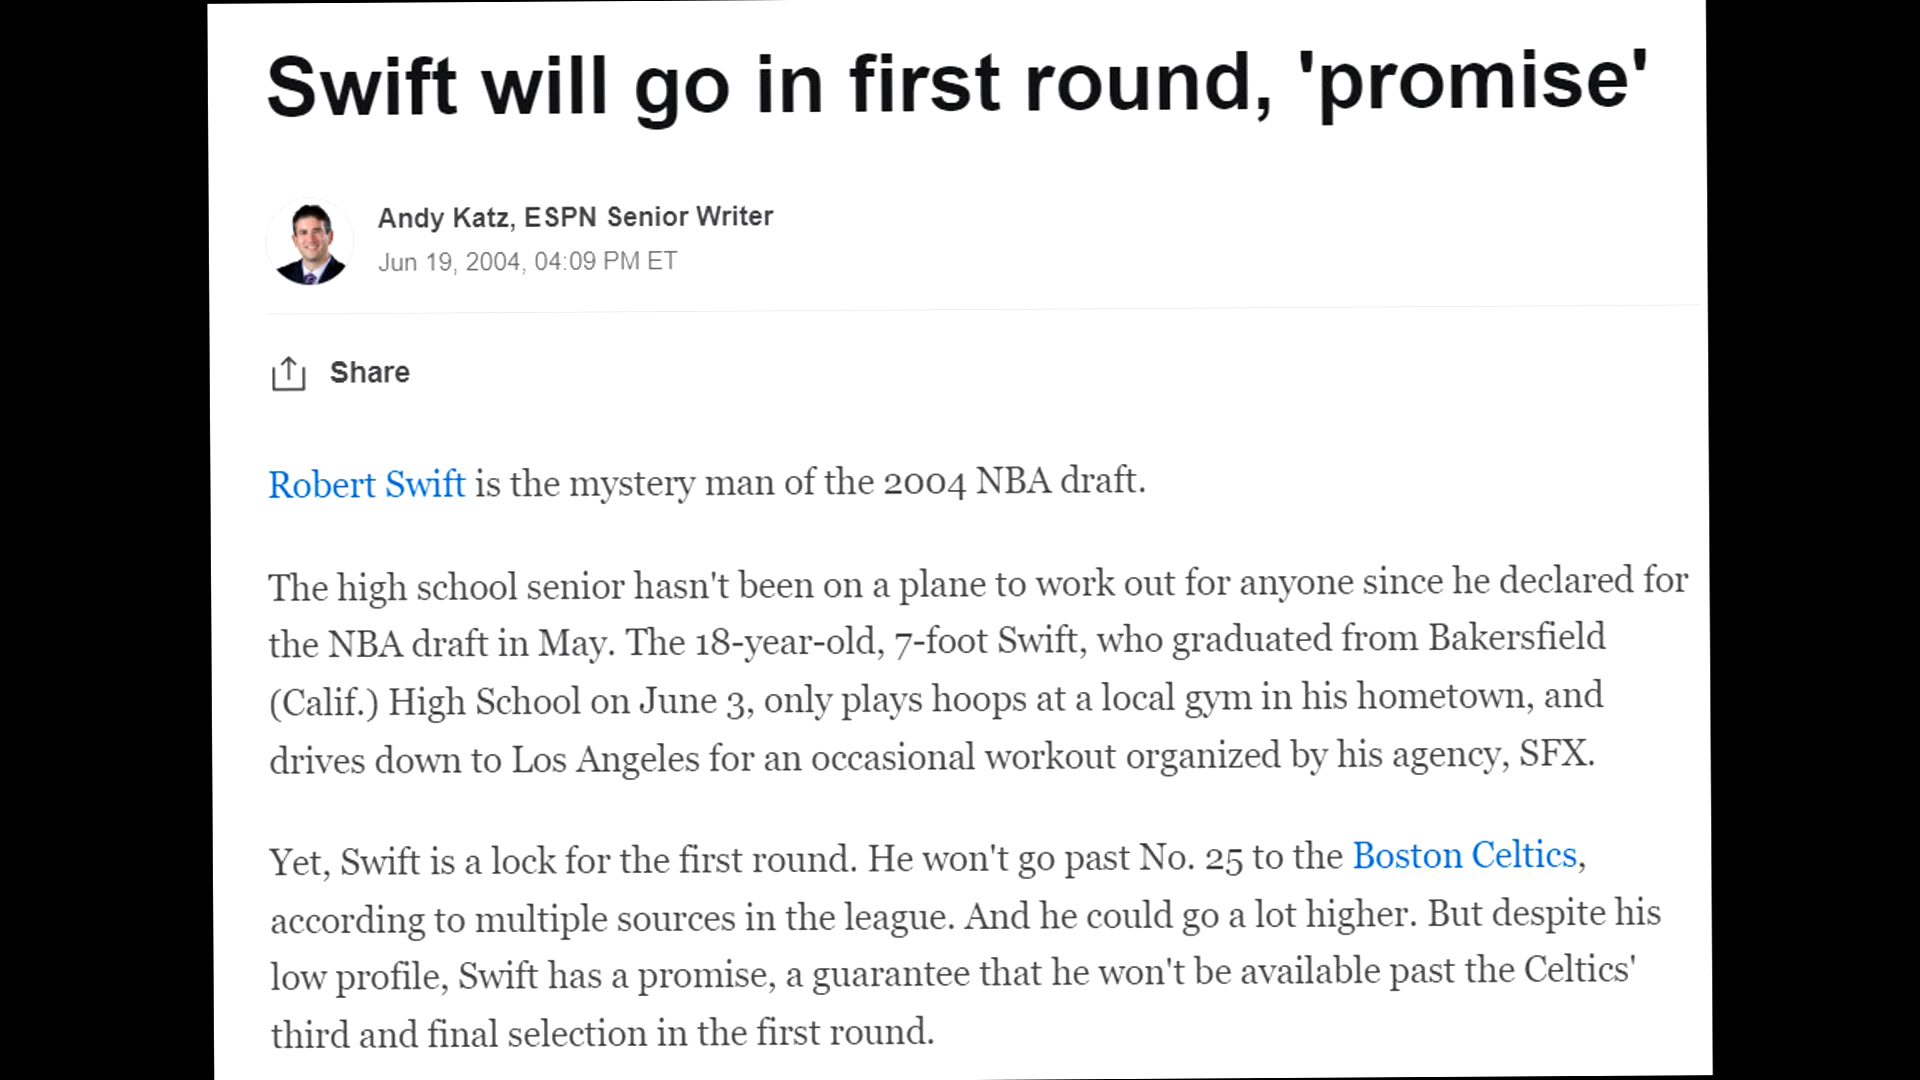 Swift will go in first round, 'promise'
Andy Katz, ESPN Senior Writer
Jun 19, 2004, 04:09 PM ET
Share
Robert Swift is the mystery man of the 2004 NBA draft.
The high school senior hasn't been on a plane to work out for anyone since he declared for
the NBA draft in May. The 18-year-old, 7-foot Swift, who graduated from Bakersfield
(Calif.) High School on June 3, only plays hoops at a local gym in his hometown, and
drives down to Los Angeles for an occasional workout organized by his agency, SFX.
Yet, Swift is a lock for the first round. He won't go past No. 25 to the Boston Celtics,
according to multiple sources in the league. And he could go a lot higher. But despite his
low profile, Swift has a promise, a guarantee that he won't be available past the Celtics'
third and final selection in the first round.